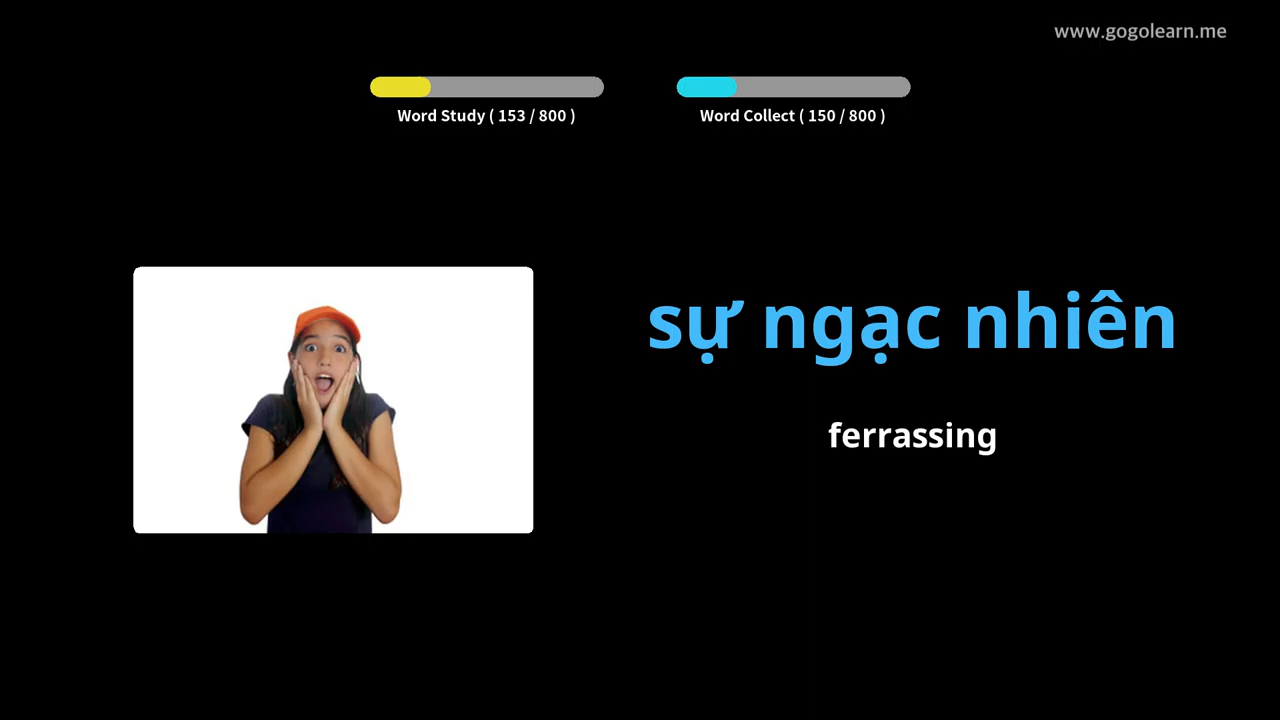 www.gogolearn.me
Word Study ( 153 / 800 )
Word Collect ( 150 / 800 )
sự ngạc nhiên
ferrassing